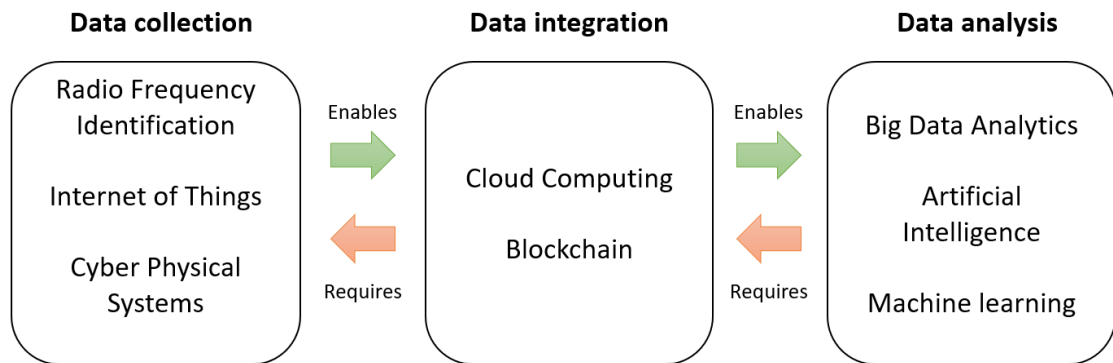 Data collection
Radio Frequency
Identification
Internet of Things
Cyber Physical
Systems
Enables
Requires
Data integration
Cloud Computing
Blockchain
Enables
Requires
Data analysis
Big Data Analytics
Artificial
Intelligence
Machine learning